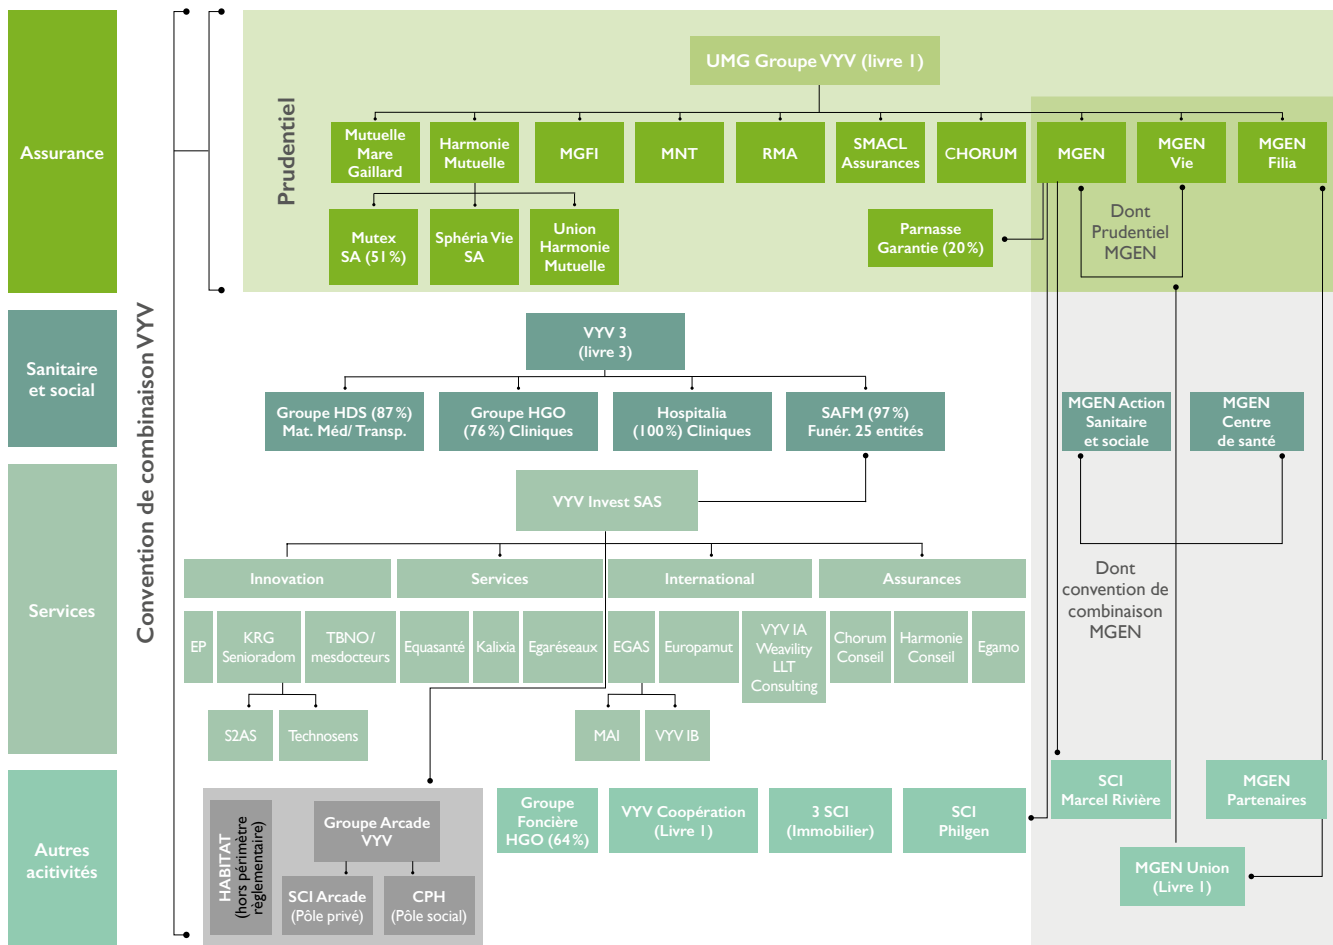 Convention de combinaison VYV
Assurance
Prudentiel
UMG Groupe VYV (livre 1)
Mutuelle
Mare
Gaillard
Harmonie
Mutuelle
MGFI
MNT
RMA
SMACL
Assurances
CHORUM
MGEN
MGEN
Vie
MGEN
Filia
Mutex
SA (51%)
Sphéria Vie
SA
Union
Harmonie
Mutuelle
Parnasse
Garantie (20%)
Dont
Prudentiel
MGEN
Sanitaire
et social
VYV 3
(livre 3)
Groupe HDS (87%)
Mat. Méd/ Transp.
Groupe HGO
(76%) Cliniques
Hospitalia
(100%) Cliniques
SAFM (97%)
Funér. 25 entités
MGEN Action
Sanitaire
et sociale
MGEN
Centre
de santé
Services
VYV Invest SAS
Innovation
Services
International
Assurances
EP
KRG
Senioradom
TBNO/
mesdocteurs
Equasanté
Kalixia
Egaréseaux
EGAS
Europamut
VYV IA
Weavility
LLT
Consulting
Chorum
Conseil
Harmonie
Conseil
Egamo
S2AS
Technosens
MAI
VYV IB
Dont
convention de
combinaison
MGEN
Autres
acitivités
HABITAT
(hors périmètre
règlementaire)
Groupe Arcade
VYV
SCI Arcade
(Pôle privé)
CPH
(Pôle social)
Groupe
Foncière
HGO (64%)
VYV Coopération
(Livre 1)
3 SCI
(Immobilier)
SCI
Philgen
SCI
Marcel Rivière
MGEN
Partenaires
MGEN Union
(Livre 1)